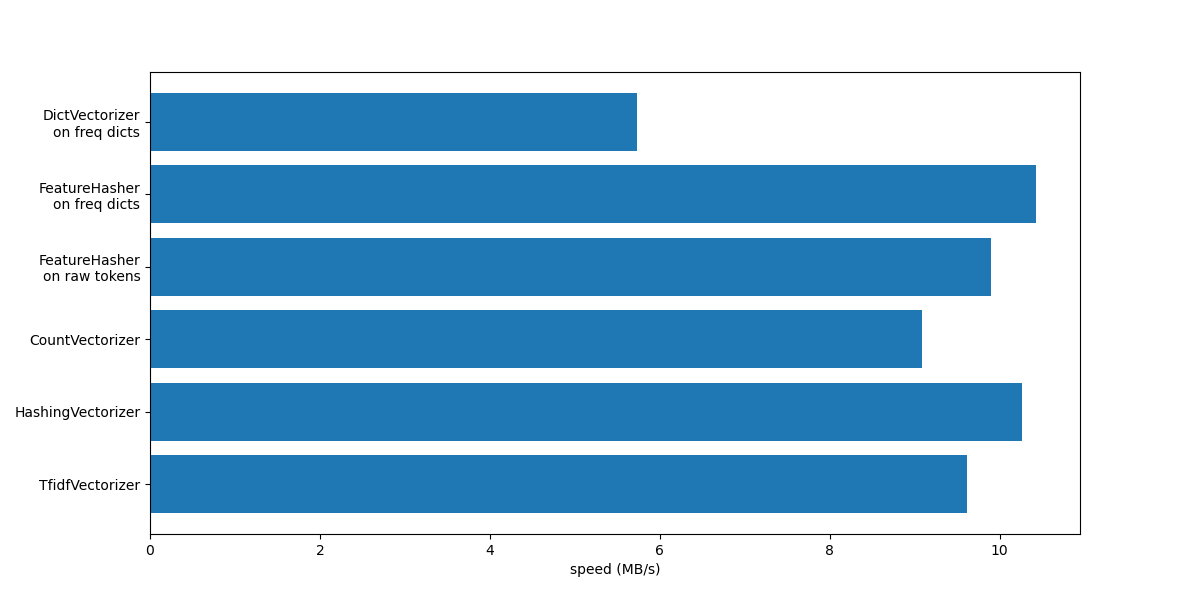 DictVectorizer
on freq dicts
FeatureHasher
on freq dicts
FeatureHasher
on raw tokens
CountVectorizer
HashingVectorizer
TfidfVectorizer
0 2 4 6 8 10
speed (MB/s)